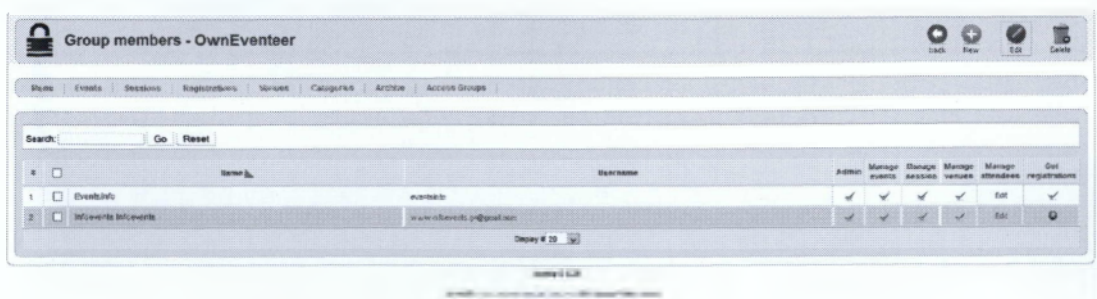 Group members - OwnEventeer
Back New Edit Delete
Home Events Sessions Registrations Venues Categories Archive Access Groups
Search: Go Reset
# Name Username Admin Manage events Manage session Manage venues Manage attendees Get registrations
1 EventsInfo eventsinfo Edit
2 Infoevents Infoevents Edit
Display # 20